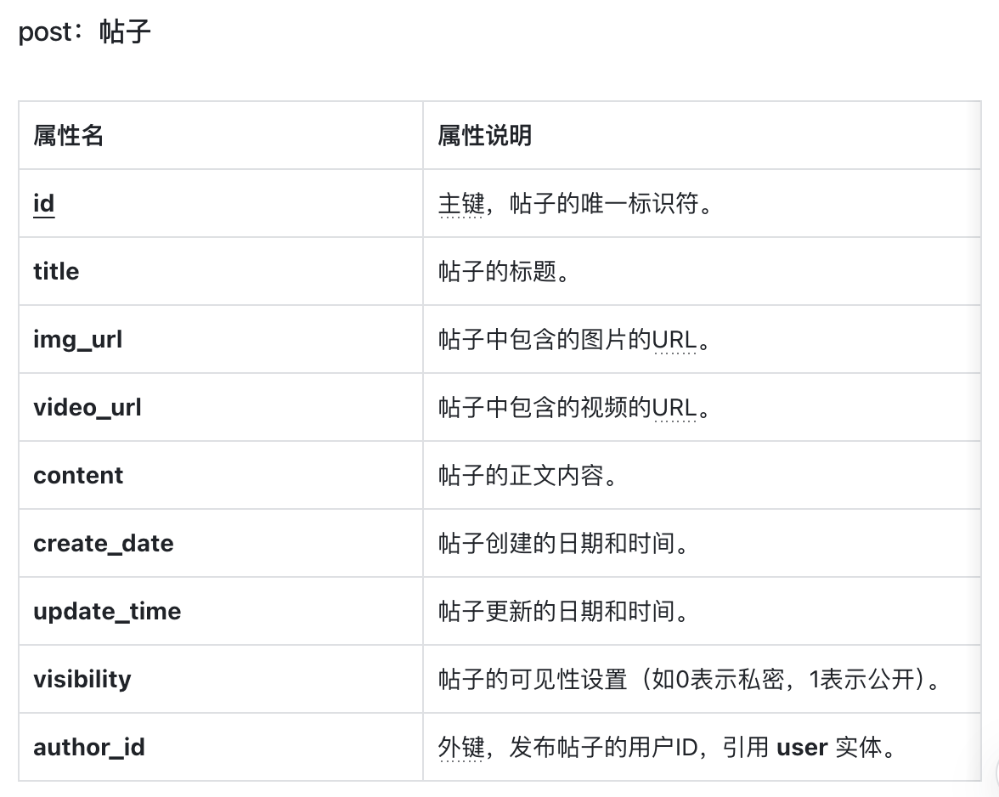 post：帖子
属性名 属性说明
id 主键，帖子的唯一标识符。
title 帖子的标题。
img_url 帖子中包含的图片的URL。
video_url 帖子中包含的视频的URL。
content 帖子的正文内容。
create_date 帖子创建的日期和时间。
update_time 帖子更新的日期和时间。
visibility 帖子的可见性设置（如0表示私密，1表示公开）。
author_id 外键，发布帖子的用户ID，引用 user 实体。